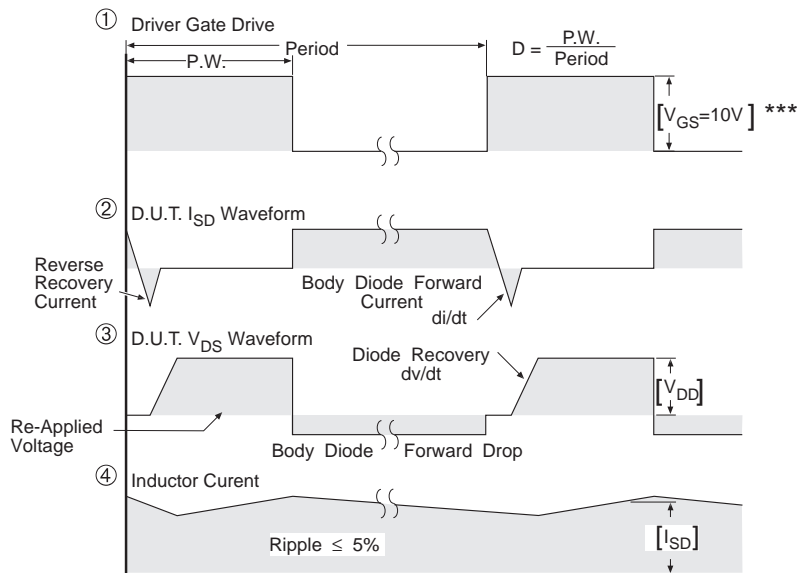 ① Driver Gate Drive
Period
P.W.
D = P.W.
Period
[VGS=10V] ***
② D.U.T. ISD Waveform
Reverse
Recovery
Current
Body Diode Forward
Current
di/dt
③ D.U.T. VDS Waveform
Diode Recovery
dv/dt
[VDD]
Re-Applied
Voltage
Body Diode Forward Drop
④ Inductor Curent
Ripple ≤ 5%
[ISD]